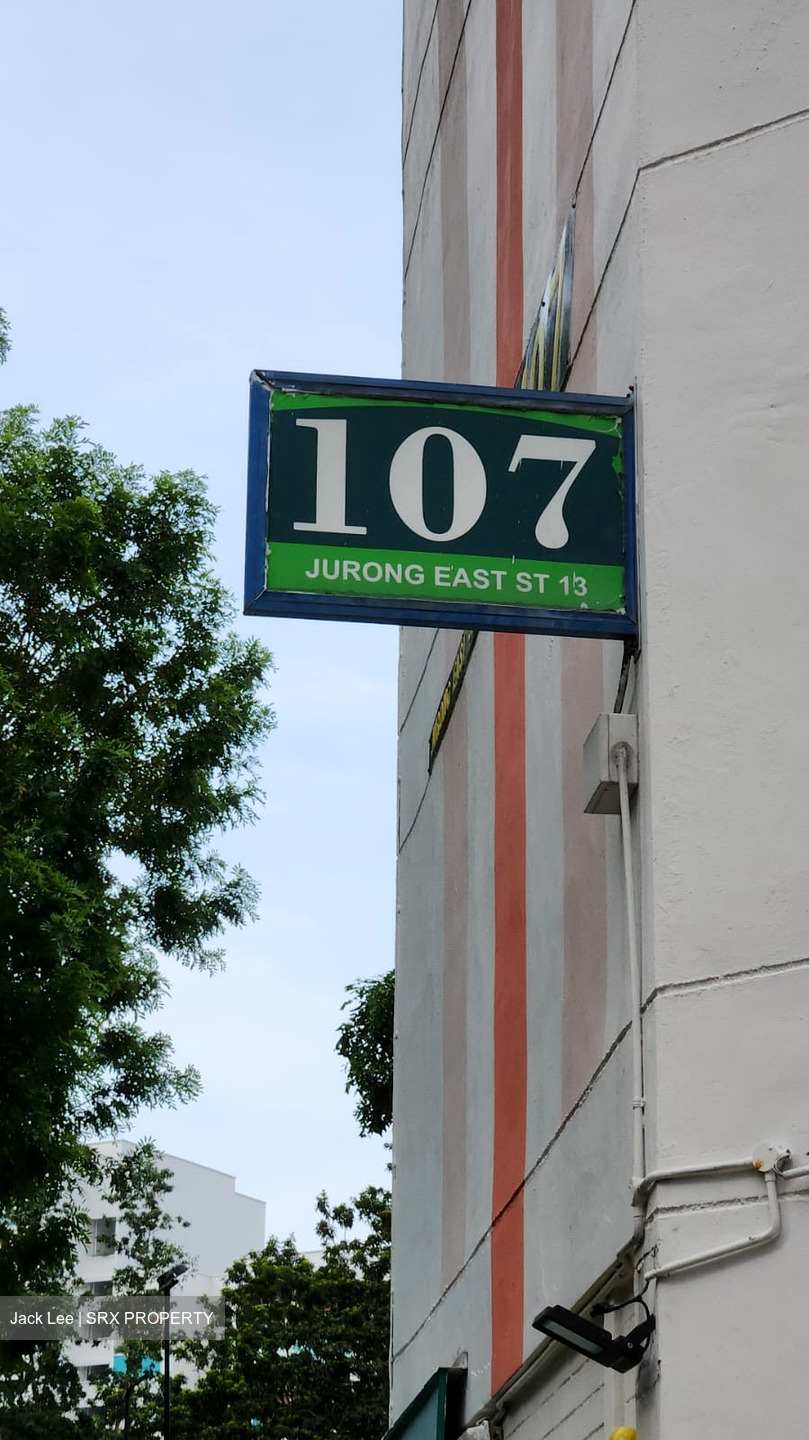 107
JURONG EAST ST 13
Jack Lee | SRX PROPERTY